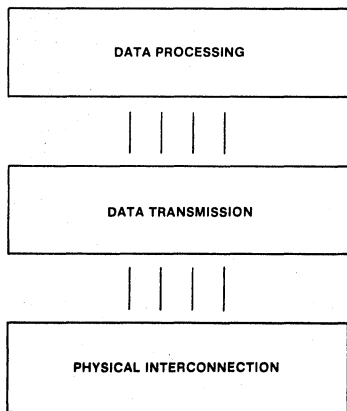 DATA PROCESSING
DATA TRANSMISSION
PHYSICAL INTERCONNECTION